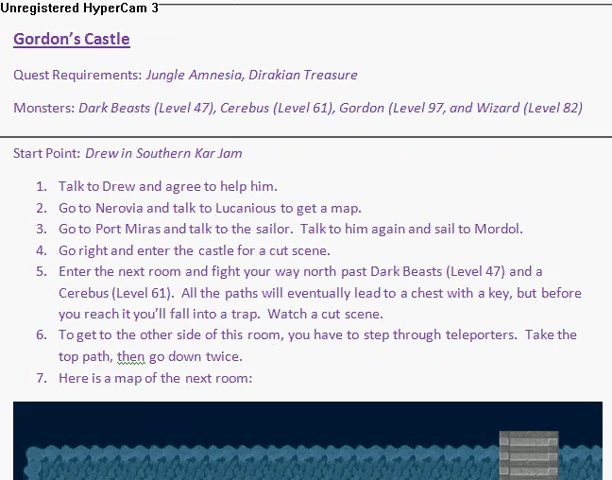 Unregistered HyperCam 3
Gordon's Castle
Quest Requirements: Jungle Amnesia, Dirakian Treasure
Monsters: Dark Beasts (Level 47), Cerebus (Level 61), Gordon (Level 97, and Wizard (Level 82)
Start Point: Drew in Southern Kar Jam
1. Talk to Drew and agree to help him.
2. Go to Nerovia and talk to Lucanious to get a map.
3. Go to Port Miras and talk to the sailor. Talk to him again and sail to Mordol.
4. Go right and enter the castle for a cut scene.
5. Enter the next room and fight your way north past Dark Beasts (Level 47) and a
Cerebus (Level 61). All the paths will eventually lead to a chest with a key, but before
you reach it you'll fall into a trap. Watch a cut scene.
6. To get to the other side of this room, you have to step through teleporters. Take the
top path, then go down twice.
7. Here is a map of the next room: